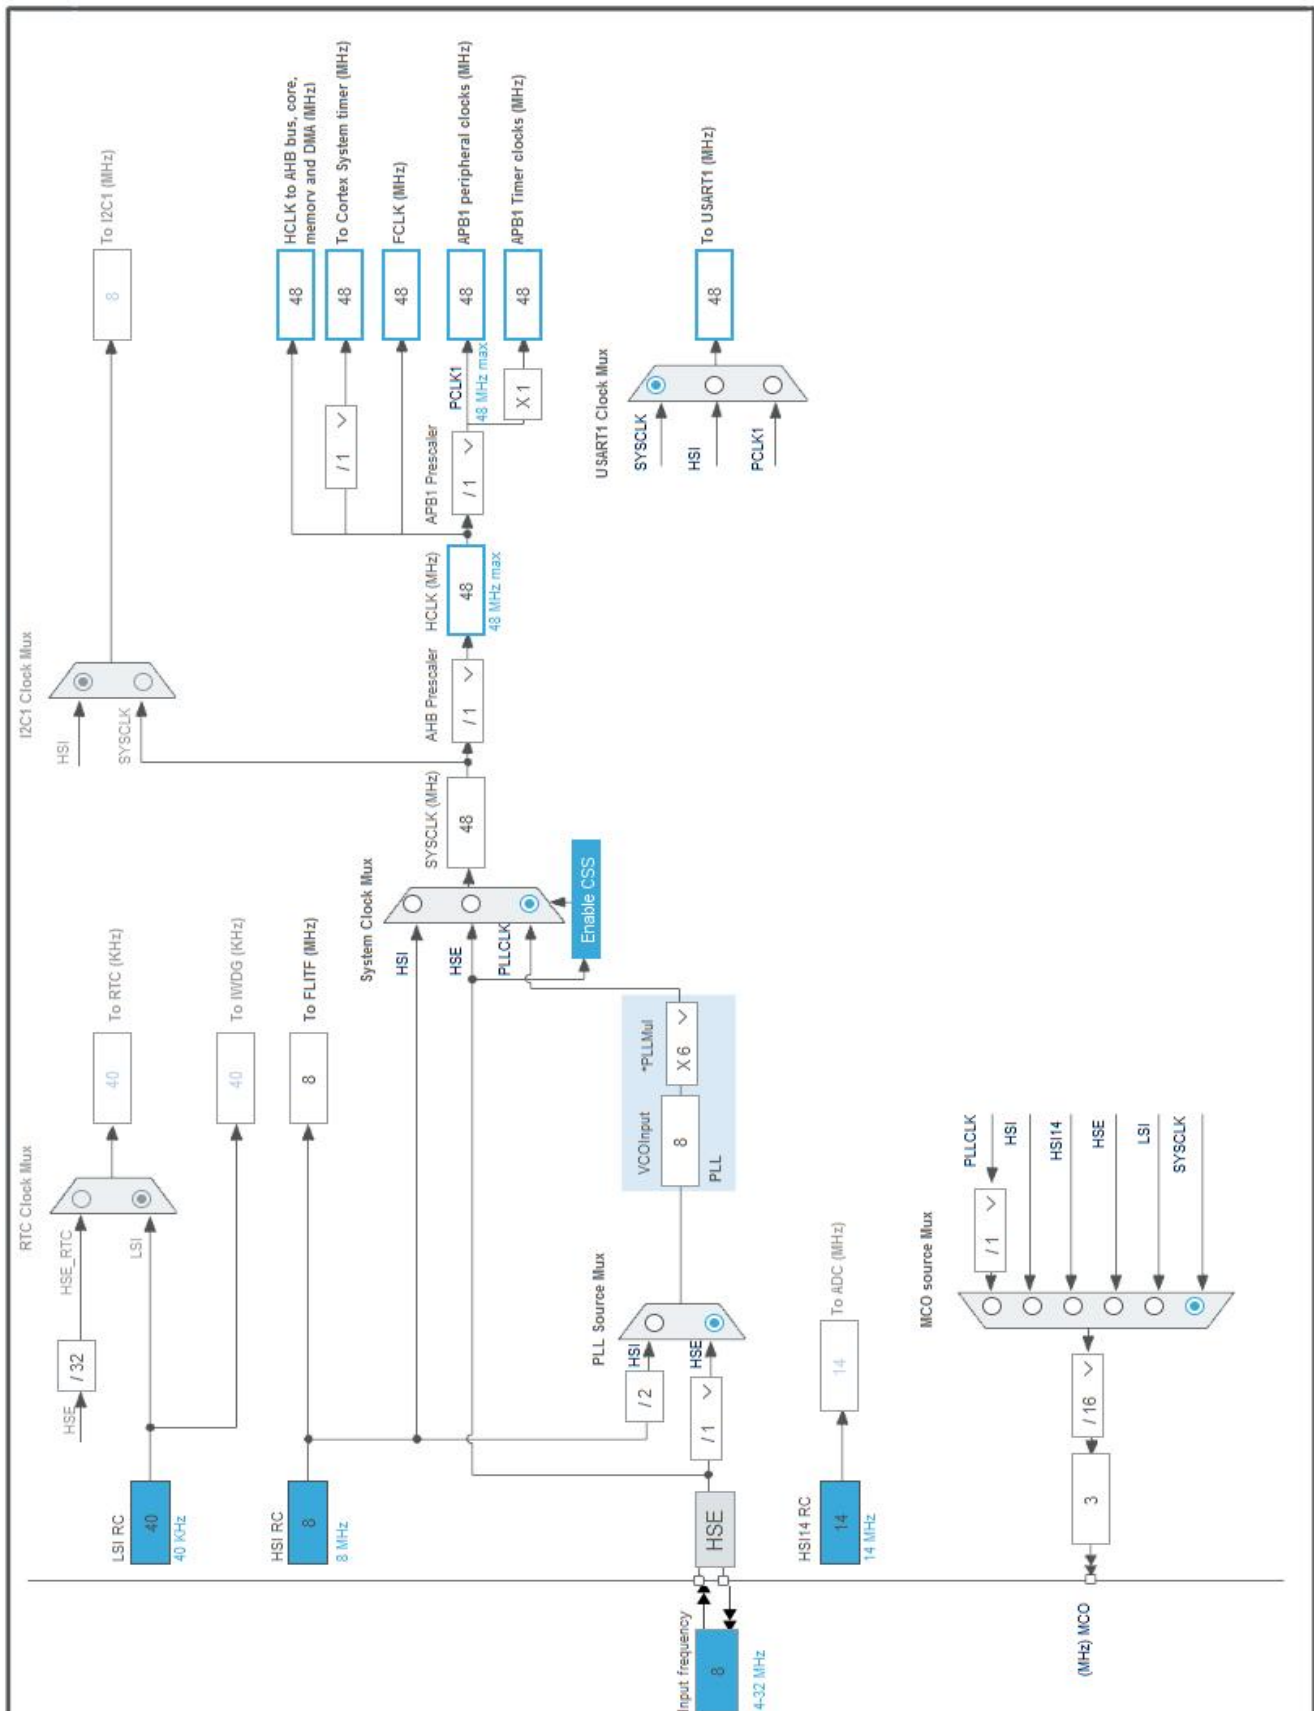 RTC Clock Mux
HSE
/ 32
HSE_RTC
LSI
40
To RTC (KHz)
LSI RC
40
40 KHz
40
To IWDG (KHz)
HSI RC
8
8 MHz
8
To FLITF (MHz)
I2C1 Clock Mux
HSI
SYSCLK
8
To I2C1 (MHz)
System Clock Mux
HSI
HSE
PLLCLK
Enable CSS
SYSCLK (MHz)
48
AHB Prescaler
/ 1
HCLK (MHz)
48
48 MHz max
APB1 Prescaler
/ 1
PCLK1
48 MHz max
X 1
/ 1
48
HCLK to AHB bus, core,
memory and DMA (MHz)
48
To Cortex System timer (MHz)
48
FCLK (MHz)
48
APB1 peripheral clocks (MHz)
48
APB1 Timer clocks (MHz)
PLL Source Mux
/ 2
HSI
HSE
/ 1
VCOInput
8
*PLLMul
X 6
PLL
USART1 Clock Mux
SYSCLK
HSI
PCLK1
48
To USART1 (MHz)
Input frequency
8
4-32 MHz
HSE
HSI14 RC
14
14 MHz
14
To ADC (MHz)
MCO source Mux
PLLCLK
/ 1
HSI
HSI14
HSE
LSI
SYSCLK
/ 16
3
(MHz) MCO